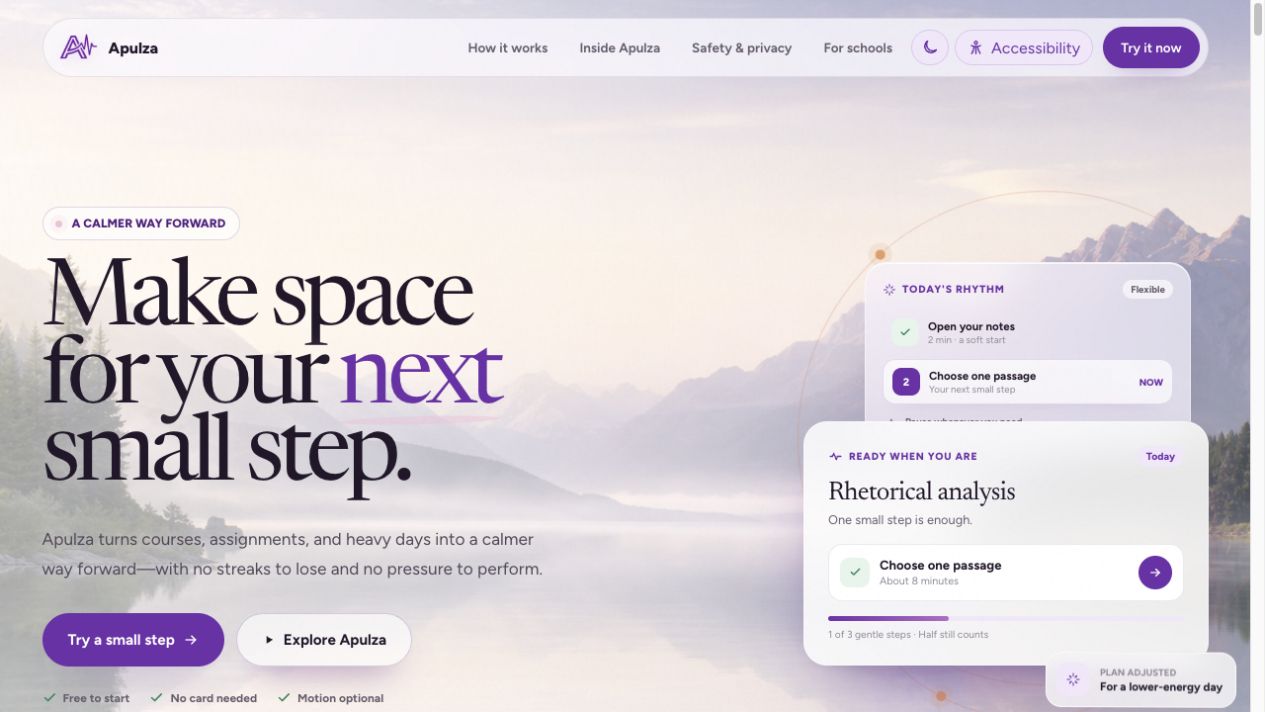 Apulza
How it works
Inside Apulza
Safety & privacy
For schools
Accessibility
Try it now
A CALMER WAY FORWARD
Make space
for your next
small step.
Apulza turns courses, assignments, and heavy days into a calmer
way forward—with no streaks to lose and no pressure to perform.
Try a small step →
Explore Apulza
Free to start
No card needed
Motion optional
TODAY'S RHYTHM
Flexible
Open your notes
2 min · a soft start
2
Choose one passage
Your next small step
NOW
Pause whenever you need
READY WHEN YOU ARE
Today
Rhetorical analysis
One small step is enough.
Choose one passage
About 8 minutes
1 of 3 gentle steps · Half still counts
PLAN ADJUSTED
For a lower-energy day